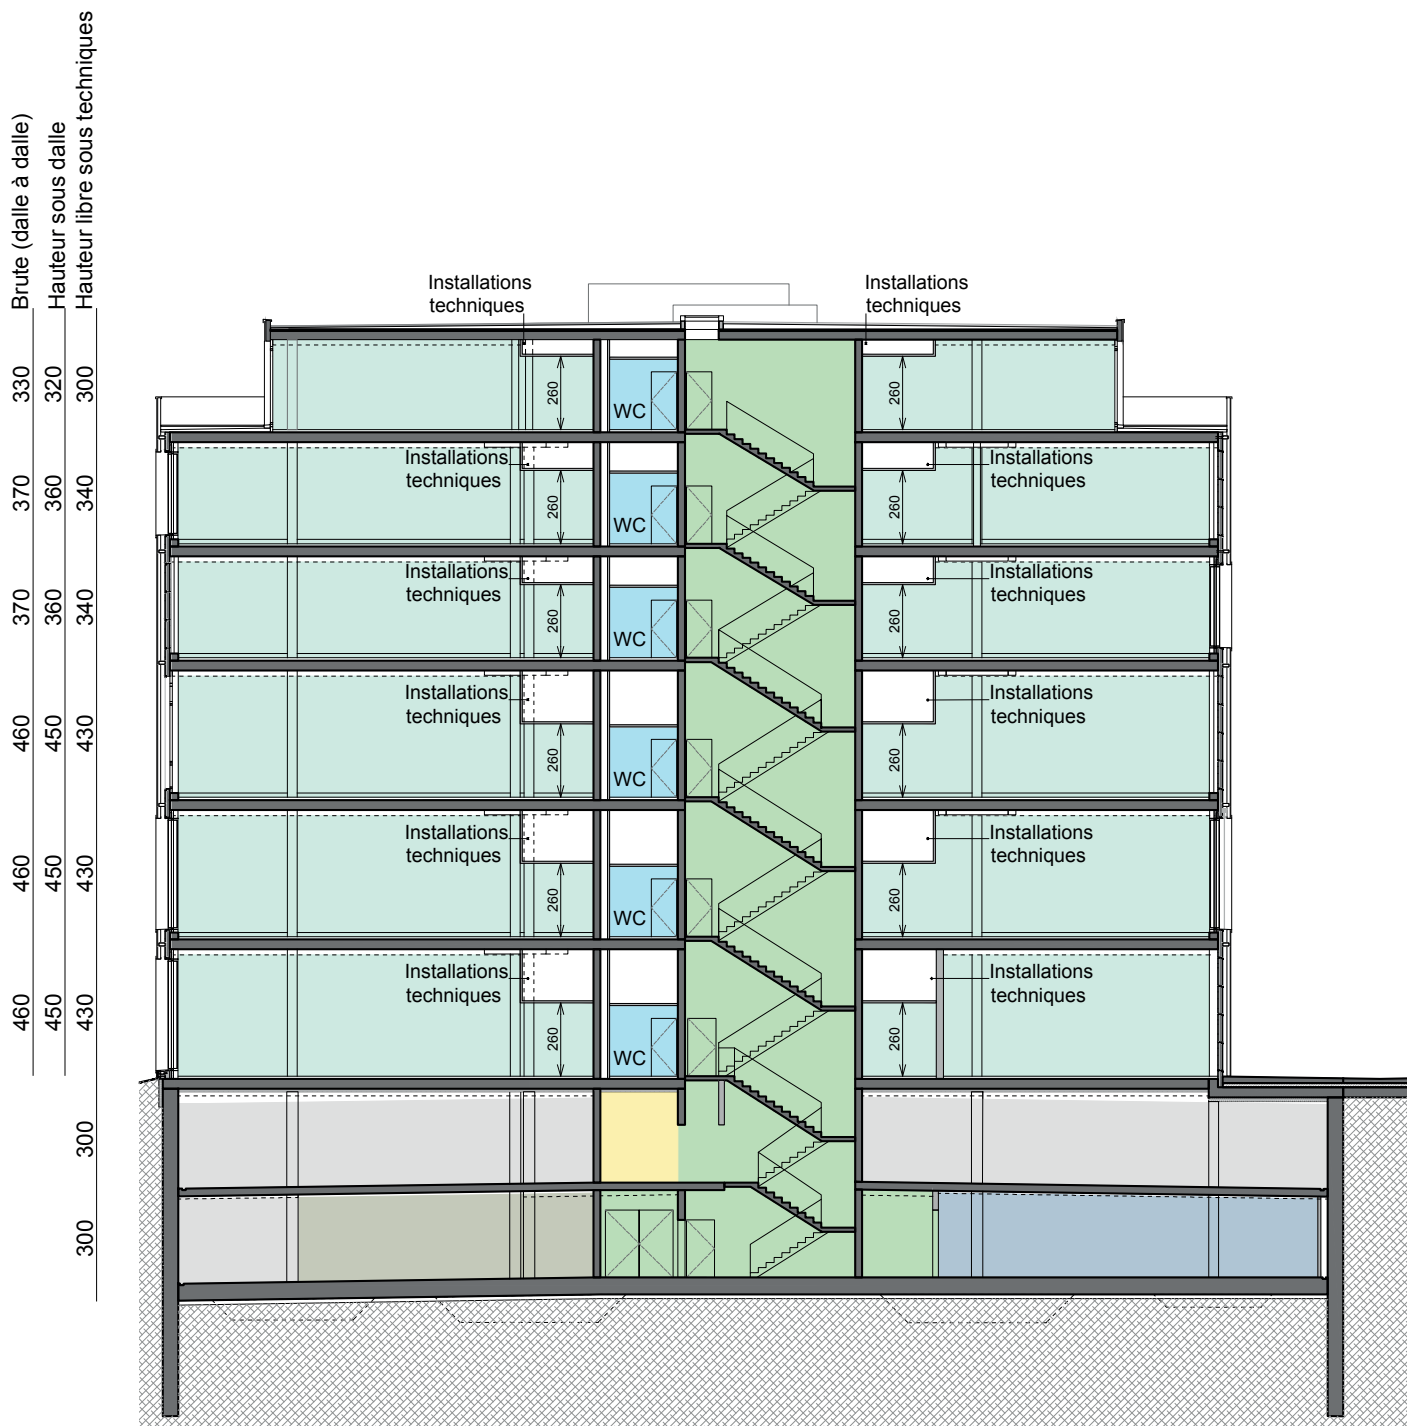 Brute (dalle à dalle)
Hauteur sous dalle
Hauteur libre sous techniques
Installations
techniques
Installations
techniques
330
320
300
260
WC
260
370
360
340
Installations
techniques
260
WC
260
Installations
techniques
370
360
340
Installations
techniques
260
WC
260
Installations
techniques
460
450
430
Installations
techniques
260
WC
260
Installations
techniques
460
450
430
Installations
techniques
260
WC
260
Installations
techniques
460
450
430
Installations
techniques
260
WC
260
Installations
techniques
300
300